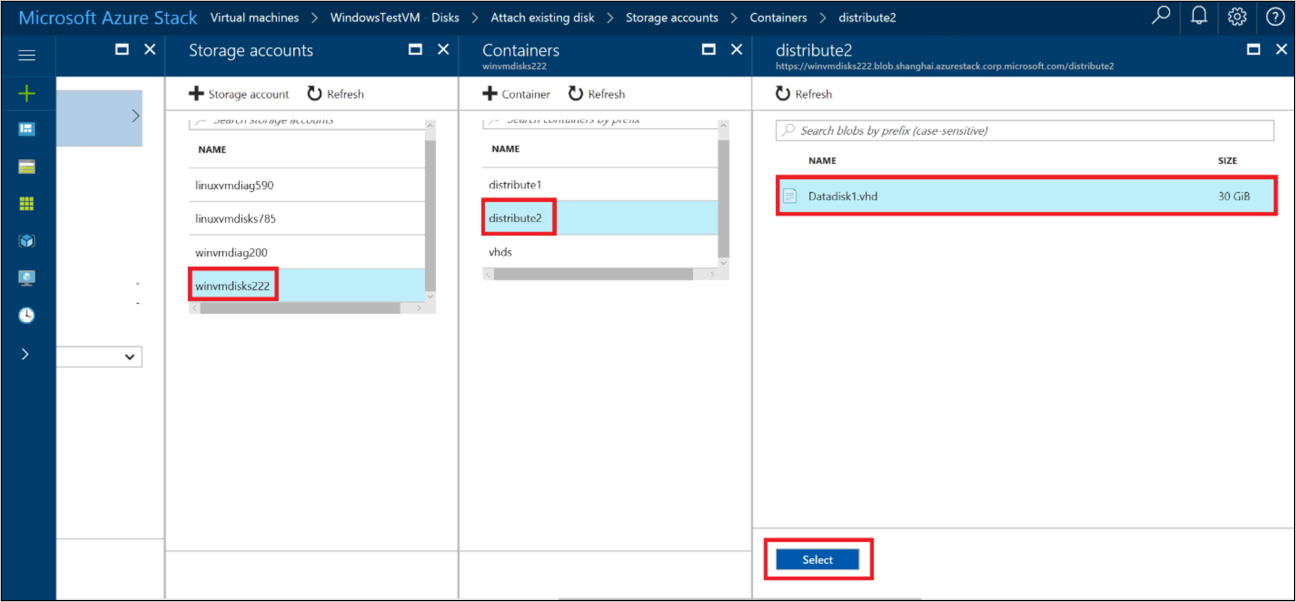 Microsoft Azure Stack Virtual machines > WindowsTestVM - Disks > Attach existing disk > Storage accounts > Containers > distribute2
Storage accounts
+ Storage account Refresh
Search storage accounts
NAME
linuxvmdiag590
linuxvmdisks785
winvmdiag200
winvmdisks222
Containers
winvmdisks222
+ Container Refresh
Search containers by prefix
NAME
distribute1
distribute2
vhds
distribute2
https://winvmdisks222.blob.shanghai.azurestack.corp.microsoft.com/distribute2
Refresh
Search blobs by prefix (case-sensitive)
NAME SIZE
Datadisk1.vhd 30 GiB
Select